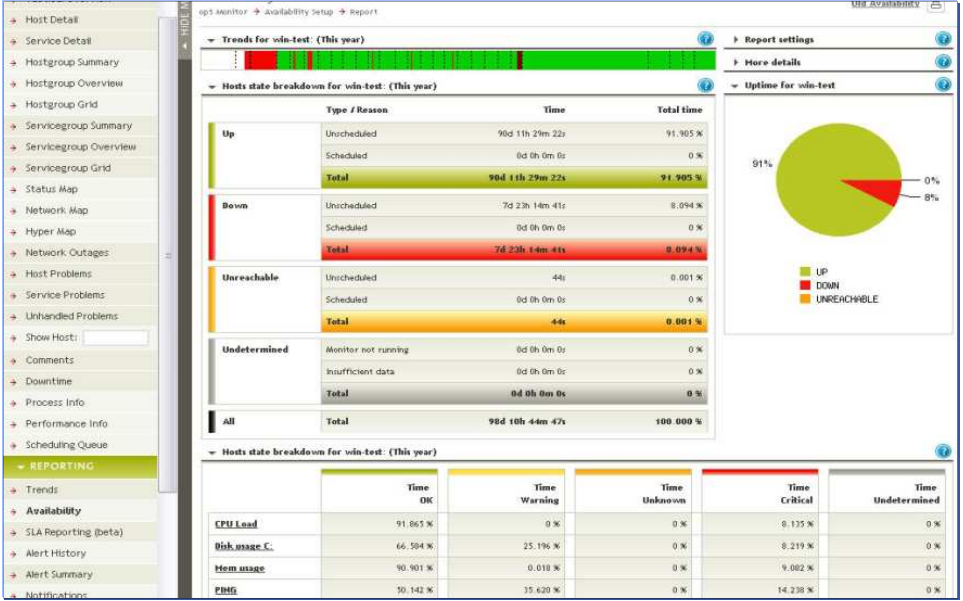 Host Detail
Service Detail
Hostgroup Summary
Hostgroup Overview
Hostgroup Grid
Servicegroup Summary
Servicegroup Overview
Servicegroup Grid
Status Map
Network Map
Hyper Map
Network Outages
Host Problems
Service Problems
Unhandled Problems
Show Host:
Comments
Downtime
Process Info
Performance Info
Scheduling Queue
REPORTING
Trends
Availability
SLA Reporting (beta)
Alert History
Alert Summary
Notifications
HIDE M
op5 Monitor → Availability Setup → Report
Old Availability
Trends for win-test: (This year)
Hosts state breakdown for win-test: (This year)
Type / Reason Time Total time
Up Unscheduled 90d 11h 29m 22s 91.905 %
Scheduled 0d 0h 0m 0s 0 %
Total 90d 11h 29m 22s 91.905 %
Down Unscheduled 7d 23h 14m 41s 8.094 %
Scheduled 0d 0h 0m 0s 0 %
Total 7d 23h 14m 41s 8.094 %
Unreachable Unscheduled 44s 0.001 %
Scheduled 0d 0h 0m 0s 0 %
Total 44s 0.001 %
Undetermined Monitor not running 0d 0h 0m 0s 0 %
Insufficient data 0d 0h 0m 0s 0 %
Total 0d 0h 0m 0s 0 %
All Total 98d 10h 44m 47s 100.000 %
Report settings
More details
Uptime for win-test
91%
0%
8%
UP
DOWN
UNREACHABLE
Hosts state breakdown for win-test: (This year)
Time OK Time Warning Time Unknown Time Critical Time Undetermined
CPU Load 91.865 % 0 % 0 % 8.135 % 0 %
Disk usage C: 66.584 % 25.196 % 0 % 8.219 % 0 %
Mem usage 90.901 % 0.018 % 0 % 9.082 % 0 %
PING 50.142 % 35.620 % 0 % 14.238 % 0 %